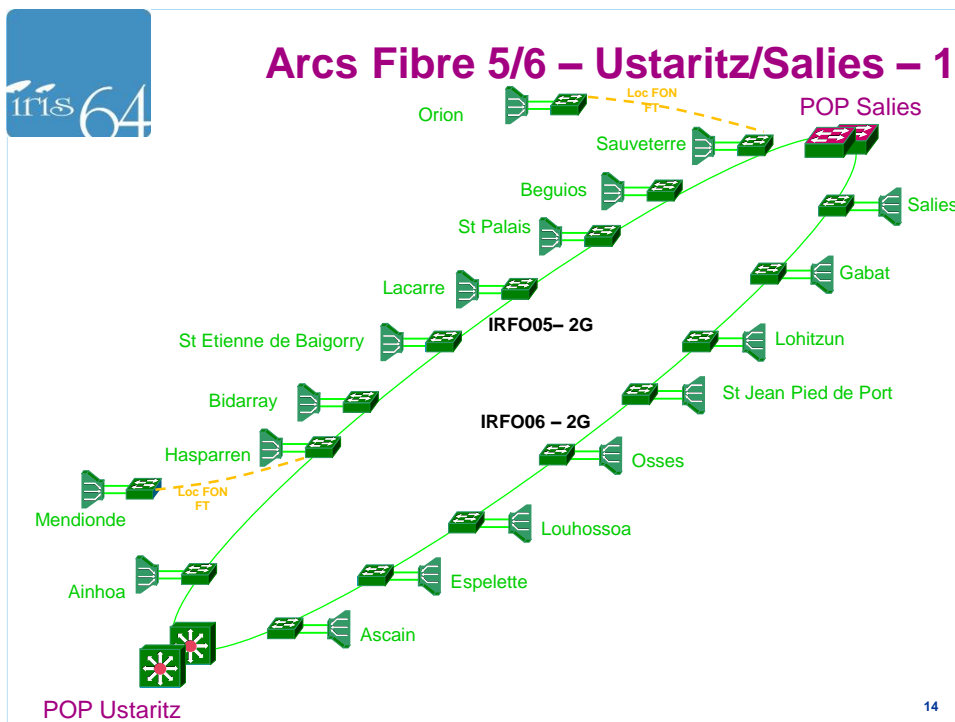 iris 64
Arcs Fibre 5/6 – Ustaritz/Salies – 1
Loc FON
FT
POP Salies
Orion
Sauveterre
Beguios
Salies
St Palais
Gabat
Lacarre
IRFO05– 2G
St Etienne de Baigorry
Lohitzun
Bidarray
St Jean Pied de Port
IRFO06 – 2G
Hasparren
Osses
Loc FON
FT
Mendionde
Louhossoa
Espelette
Ainhoa
Ascain
POP Ustaritz
14